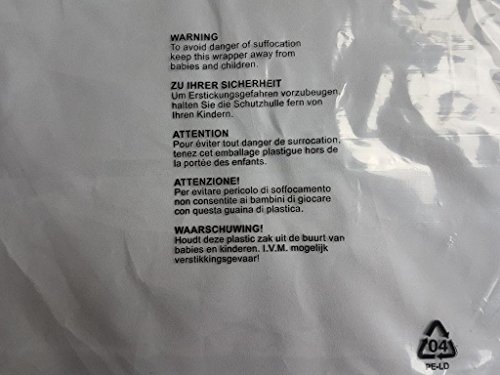 WARNING
To avoid danger of suffocation
keep this wrapper away from
babies and children.
ZU IHRER SICHERHEIT
Um Erstickungsgefahren vorzubeugen,
halten Sie die Schutzhulle fern von
Ihren Kindern.
ATTENTION
Pour éviter tout danger de surrocation,
tenez cet emballage plastique hors de
la portée des enfants.
ATTENZIONE!
Per evitare pericolo di soffocamento
non consentite ai bambini di giocare
con questa guaina di plastica.
WAARSCHUWING!
Houdt deze plastic zak uit de buurt van
babies en kinderen. I.V.M. mogelijk
verstikkingsgevaar!
04
PE-LD